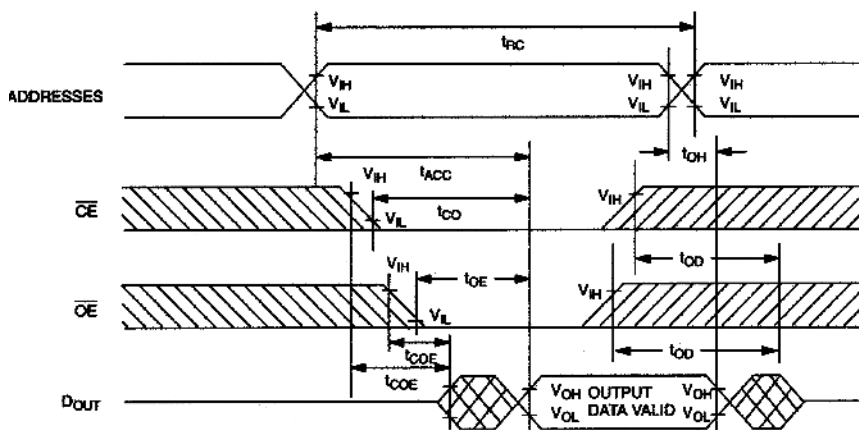 tRC
ADDRESSES
VIH VIH VIH
VIL VIL VIL
tOH
tACC
CE
VIH VIH
tCO
VIL
tOD
OE
VIH VIH
tOE
VIL
tOD
tCOE
tCOE
DOUT
VOH OUTPUT VOH
VOL DATA VALID VOL